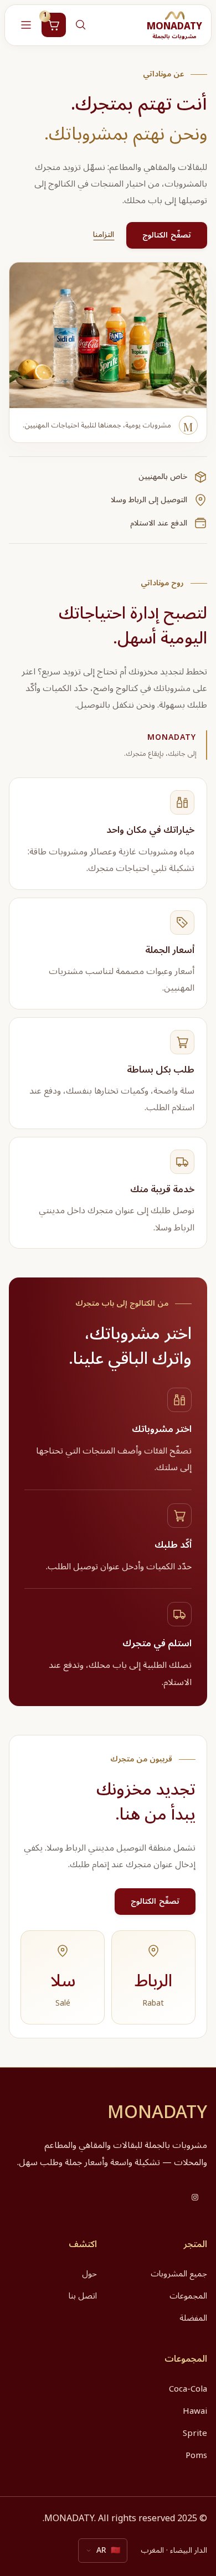 MONADATY
مشروبات بالجملة
1
عن موناداتي
أنت تهتم بمتجرك.
ونحن نهتم بمشروباتك.
للبقالات والمقاهي والمطاعم: نسهّل تزويد متجرك
بالمشروبات، من اختيار المنتجات في الكتالوج إلى
توصيلها إلى باب محلك.
تصفّح الكتالوج
التزامنا
Coca-Cola
Sprite
Tropicana
M
مشروبات يومية، جمعناها لتلبية احتياجات المهنيين.
خاص بالمهنيين
التوصيل إلى الرباط وسلا
الدفع عند الاستلام
روح موناداتي
لتصبح إدارة احتياجاتك
اليومية أسهل.
تخطط لتجديد مخزونك أم تحتاج إلى تزويد سريع؟ اعثر
على مشروباتك في كتالوج واضح، حدّد الكميات وأكّد
طلبك بسهولة. ونحن نتكفل بالتوصيل.
MONADATY
إلى جانبك، بإيقاع متجرك.
خياراتك في مكان واحد
مياه ومشروبات غازية وعصائر ومشروبات طاقة:
تشكيلة تلبي احتياجات متجرك.
أسعار الجملة
أسعار وعبوات مصممة لتناسب مشتريات
المهنيين.
طلب بكل بساطة
سلة واضحة، وكميات تختارها بنفسك، ودفع عند
استلام الطلب.
خدمة قريبة منك
نوصل طلبك إلى عنوان متجرك داخل مدينتي
الرباط وسلا.
من الكتالوج إلى باب متجرك
اختر مشروباتك،
واترك الباقي علينا.
اختر مشروباتك
تصفّح الفئات وأضف المنتجات التي تحتاجها
إلى سلتك.
أكّد طلبك
حدّد الكميات وأدخل عنوان توصيل الطلب.
استلم في متجرك
تصلك الطلبية إلى باب محلك، وتدفع عند
الاستلام.
قريبون من متجرك
تجديد مخزونك
يبدأ من هنا.
تشمل منطقة التوصيل مدينتي الرباط وسلا. يكفي
إدخال عنوان متجرك عند إتمام طلبك.
تصفّح الكتالوج
الرباط
Rabat
سلا
Salé
MONADATY
مشروبات بالجملة للبقالات والمقاهي والمطاعم
والمحلات — تشكيلة واسعة وأسعار جملة وطلب سهل.
المتجر
جميع المشروبات
المجموعات
المفضلة
اكتشف
حول
اتصل بنا
المجموعات
Coca-Cola
Hawaï
Sprite
Poms
© 2025 MONADATY. All rights reserved.
الدار البيضاء · المغرب
AR